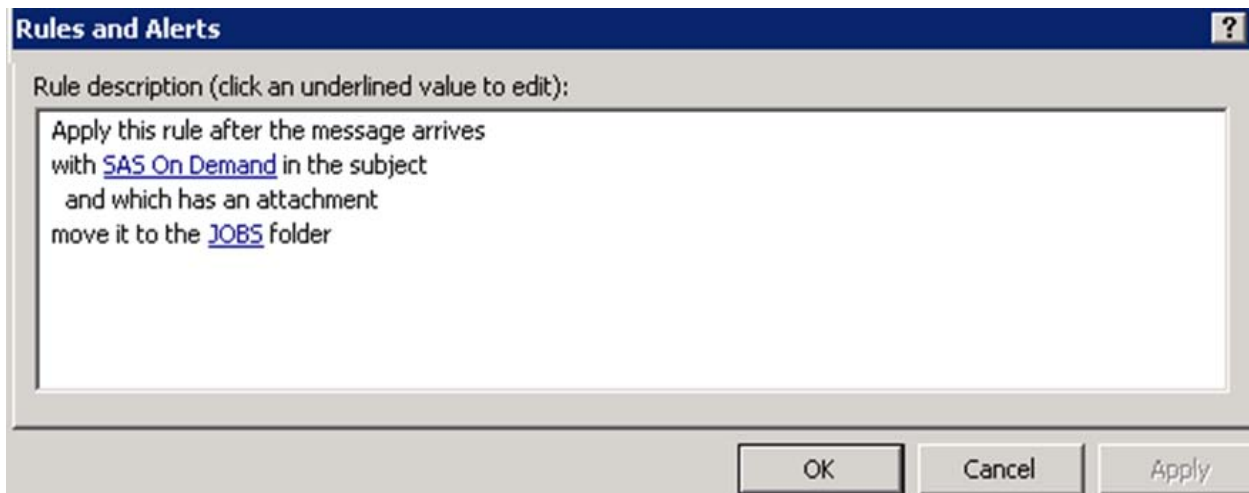 Rules and Alerts
?
Rule description (click an underlined value to edit):
Apply this rule after the message arrives
with SAS On Demand in the subject
and which has an attachment
move it to the JOBS folder
OK Cancel Apply